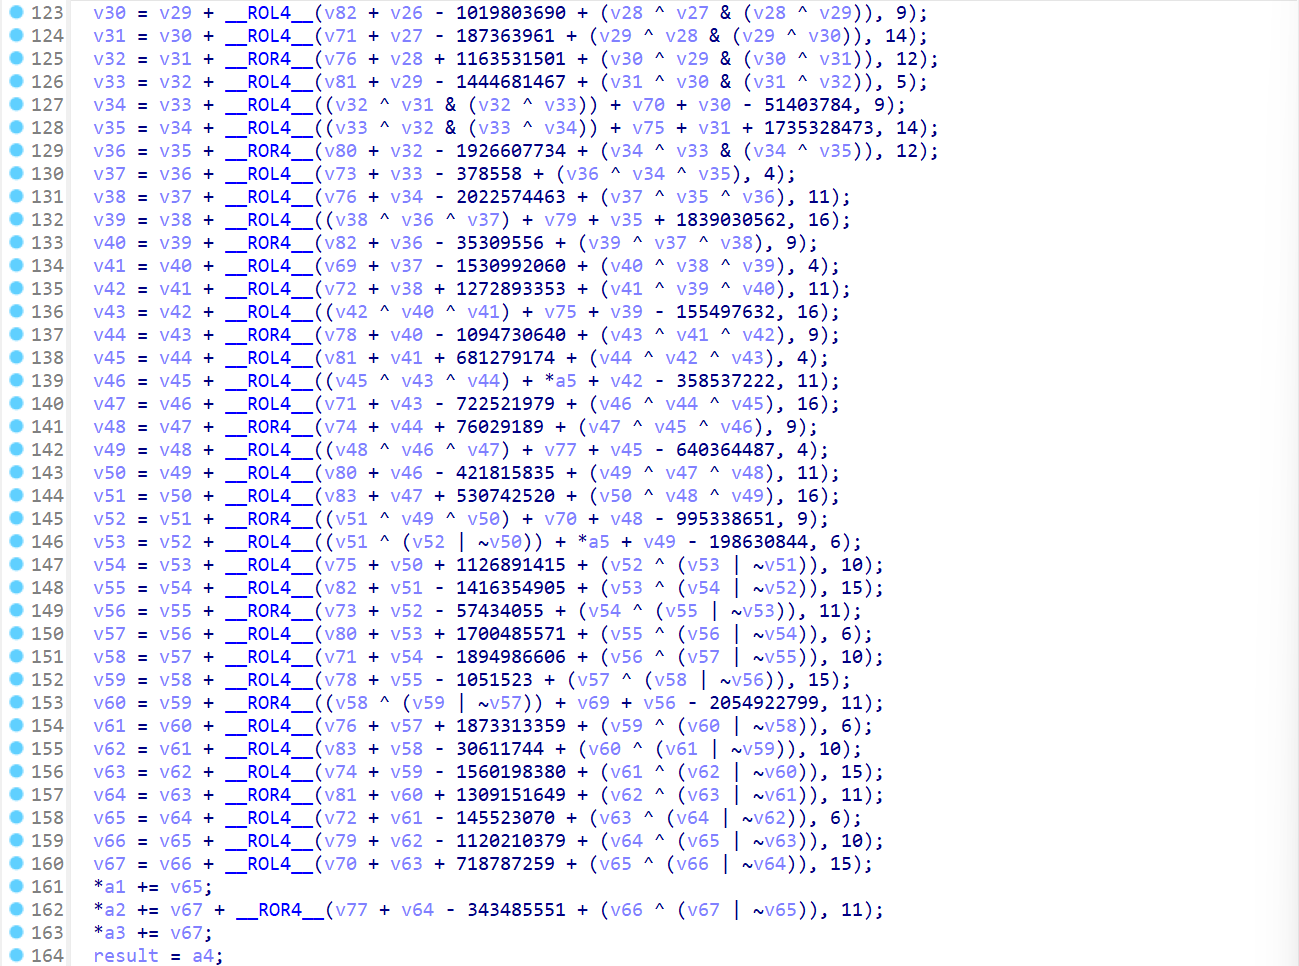 123 v30 = v29 + __ROL4__(v82 + v26 - 1019803690 + (v28 ^ v27 & (v28 ^ v29)), 9);
124 v31 = v30 + __ROL4__(v71 + v27 - 187363961 + (v29 ^ v28 & (v29 ^ v30)), 14);
125 v32 = v31 + __ROR4__(v76 + v28 + 1163531501 + (v30 ^ v29 & (v30 ^ v31)), 12);
126 v33 = v32 + __ROL4__(v81 + v29 - 1444681467 + (v31 ^ v30 & (v31 ^ v32)), 5);
127 v34 = v33 + __ROL4__((v32 ^ v31 & (v32 ^ v33)) + v70 + v30 - 51403784, 9);
128 v35 = v34 + __ROL4__((v33 ^ v32 & (v33 ^ v34)) + v75 + v31 + 1735328473, 14);
129 v36 = v35 + __ROR4__(v80 + v32 - 1926607734 + (v34 ^ v33 & (v34 ^ v35)), 12);
130 v37 = v36 + __ROL4__(v73 + v33 - 378558 + (v36 ^ v34 ^ v35), 4);
131 v38 = v37 + __ROL4__(v76 + v34 - 2022574463 + (v37 ^ v35 ^ v36), 11);
132 v39 = v38 + __ROL4__((v38 ^ v36 ^ v37) + v79 + v35 + 1839030562, 16);
133 v40 = v39 + __ROR4__(v82 + v36 - 35309556 + (v39 ^ v37 ^ v38), 9);
134 v41 = v40 + __ROL4__(v69 + v37 - 1530992060 + (v40 ^ v38 ^ v39), 4);
135 v42 = v41 + __ROL4__(v72 + v38 + 1272893353 + (v41 ^ v39 ^ v40), 11);
136 v43 = v42 + __ROL4__((v42 ^ v40 ^ v41) + v75 + v39 - 155497632, 16);
137 v44 = v43 + __ROR4__(v78 + v40 - 1094730640 + (v43 ^ v41 ^ v42), 9);
138 v45 = v44 + __ROL4__(v81 + v41 + 681279174 + (v44 ^ v42 ^ v43), 4);
139 v46 = v45 + __ROL4__((v45 ^ v43 ^ v44) + *a5 + v42 - 358537222, 11);
140 v47 = v46 + __ROL4__(v71 + v43 - 722521979 + (v46 ^ v44 ^ v45), 16);
141 v48 = v47 + __ROR4__(v74 + v44 + 76029189 + (v47 ^ v45 ^ v46), 9);
142 v49 = v48 + __ROL4__((v48 ^ v46 ^ v47) + v77 + v45 - 640364487, 4);
143 v50 = v49 + __ROL4__(v80 + v46 - 421815835 + (v49 ^ v47 ^ v48), 11);
144 v51 = v50 + __ROL4__(v83 + v47 + 530742520 + (v50 ^ v48 ^ v49), 16);
145 v52 = v51 + __ROR4__((v51 ^ v49 ^ v50) + v70 + v48 - 995338651, 9);
146 v53 = v52 + __ROL4__((v51 ^ (v52 | ~v50)) + *a5 + v49 - 198630844, 6);
147 v54 = v53 + __ROL4__(v75 + v50 + 1126891415 + (v52 ^ (v53 | ~v51)), 10);
148 v55 = v54 + __ROL4__(v82 + v51 - 1416354905 + (v53 ^ (v54 | ~v52)), 15);
149 v56 = v55 + __ROR4__(v73 + v52 - 57434055 + (v54 ^ (v55 | ~v53)), 11);
150 v57 = v56 + __ROL4__(v80 + v53 + 1700485571 + (v55 ^ (v56 | ~v54)), 6);
151 v58 = v57 + __ROL4__(v71 + v54 - 1894986606 + (v56 ^ (v57 | ~v55)), 10);
152 v59 = v58 + __ROL4__(v78 + v55 - 1051523 + (v57 ^ (v58 | ~v56)), 15);
153 v60 = v59 + __ROR4__((v58 ^ (v59 | ~v57)) + v69 + v56 - 2054922799, 11);
154 v61 = v60 + __ROL4__(v76 + v57 + 1873313359 + (v59 ^ (v60 | ~v58)), 6);
155 v62 = v61 + __ROL4__(v83 + v58 - 30611744 + (v60 ^ (v61 | ~v59)), 10);
156 v63 = v62 + __ROL4__(v74 + v59 - 1560198380 + (v61 ^ (v62 | ~v60)), 15);
157 v64 = v63 + __ROR4__(v81 + v60 + 1309151649 + (v62 ^ (v63 | ~v61)), 11);
158 v65 = v64 + __ROL4__(v72 + v61 - 145523070 + (v63 ^ (v64 | ~v62)), 6);
159 v66 = v65 + __ROL4__(v79 + v62 - 1120210379 + (v64 ^ (v65 | ~v63)), 10);
160 v67 = v66 + __ROL4__(v70 + v63 + 718787259 + (v65 ^ (v66 | ~v64)), 15);
161 *a1 += v65;
162 *a2 += v67 + __ROR4__(v77 + v64 - 343485551 + (v66 ^ (v67 | ~v65)), 11);
163 *a3 += v67;
164 result = a4;